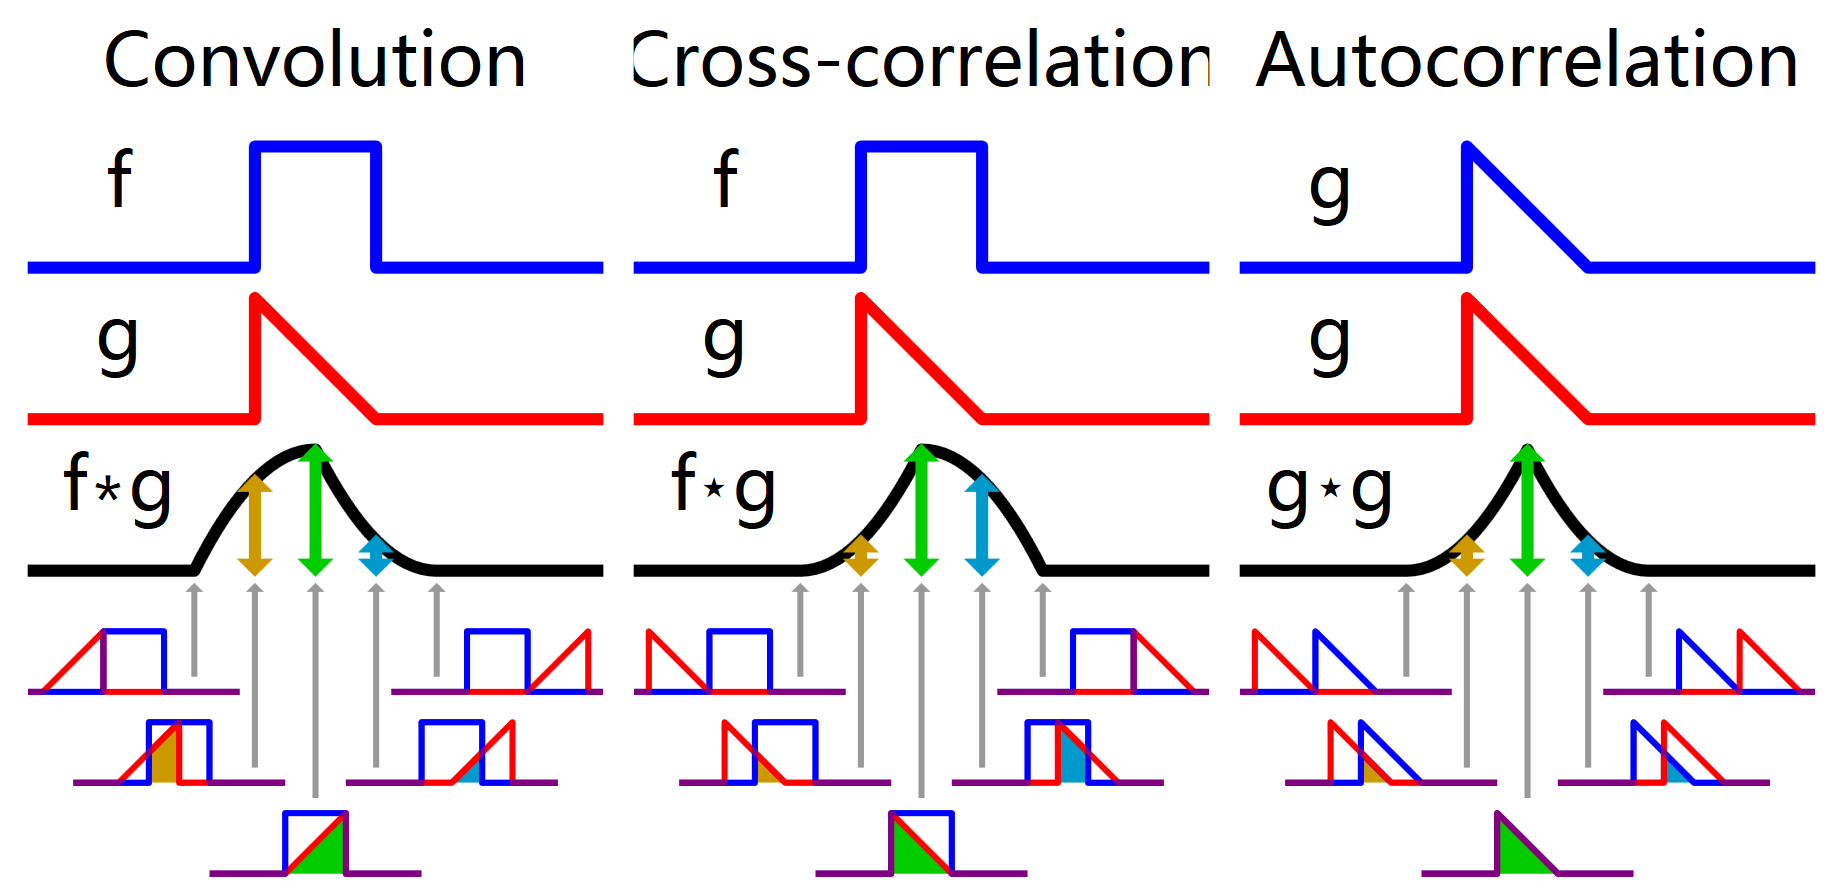 Convolution
f
g
f∗g
Cross-correlation
f
g
f⋆g
Autocorrelation
g
g
g⋆g